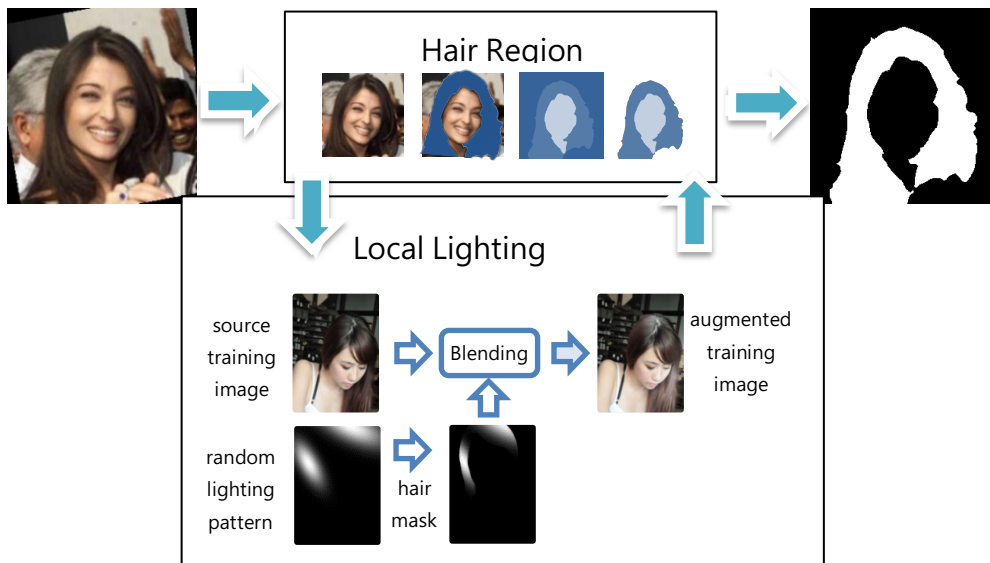 Hair Region
Local Lighting
source
training
image
Blending
augmented
training
image
random
lighting
pattern
hair
mask